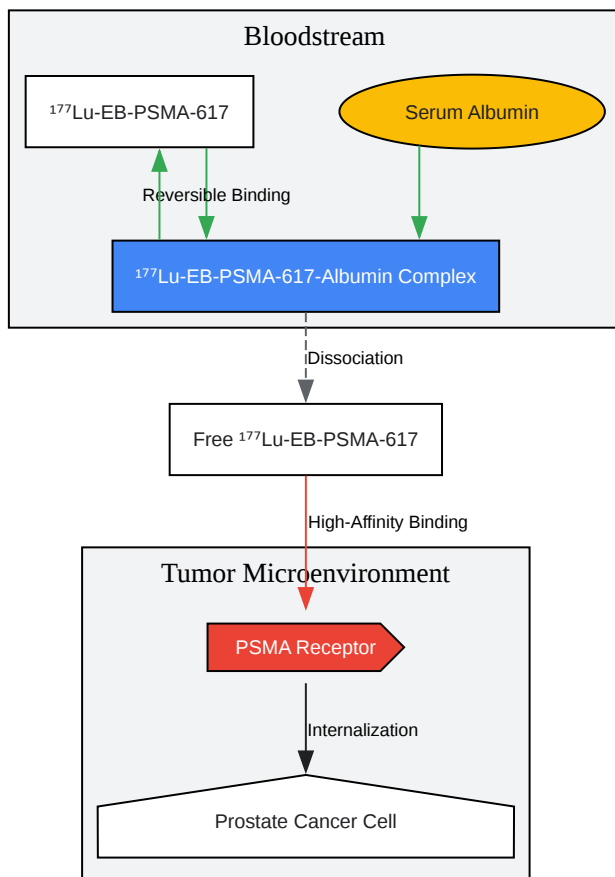 Bloodstream
¹⁷⁷Lu-EB-PSMA-617
Serum Albumin
Reversible Binding
¹⁷⁷Lu-EB-PSMA-617-Albumin Complex
Dissociation
Free ¹⁷⁷Lu-EB-PSMA-617
High-Affinity Binding
Tumor Microenvironment
PSMA Receptor
Internalization
Prostate Cancer Cell